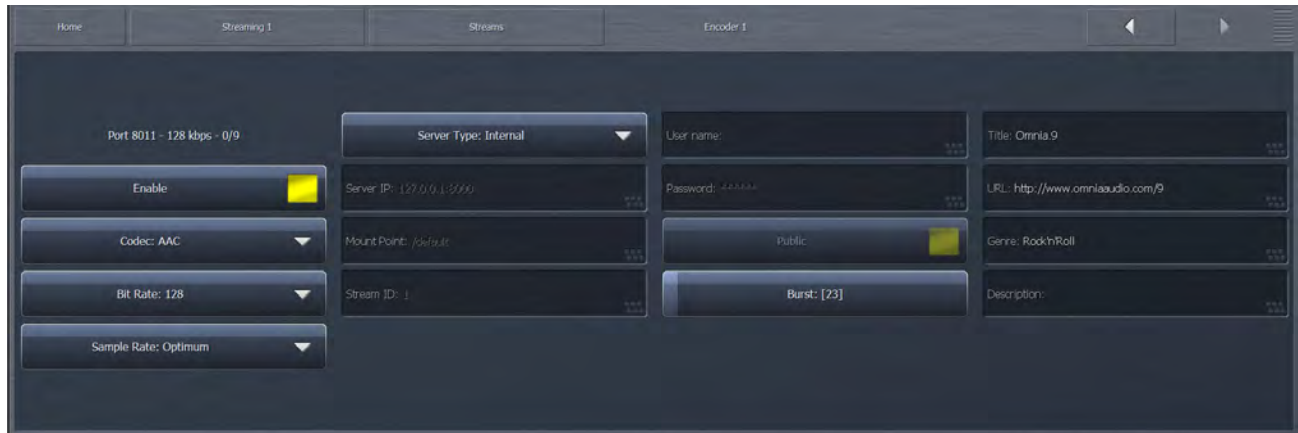 Home
Streaming 1
Streams
Encoder 1
Port 8011 - 128 kbps - 0/9
Enable
Codec: AAC
Bit Rate: 128
Sample Rate: Optimum
Server Type: Internal
Server IP: 127.0.0.1:8000
Mount Point: /default
Stream ID: 1
User name:
Password: ******
Public
Burst: [23]
Title: Omnia.9
URL: http://www.omniaaudio.com/9
Genre: Rock'n'Roll
Description: